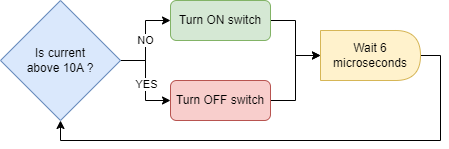 Is current
above 10A ?
NO
YES
Turn ON switch
Turn OFF switch
Wait 6
microseconds